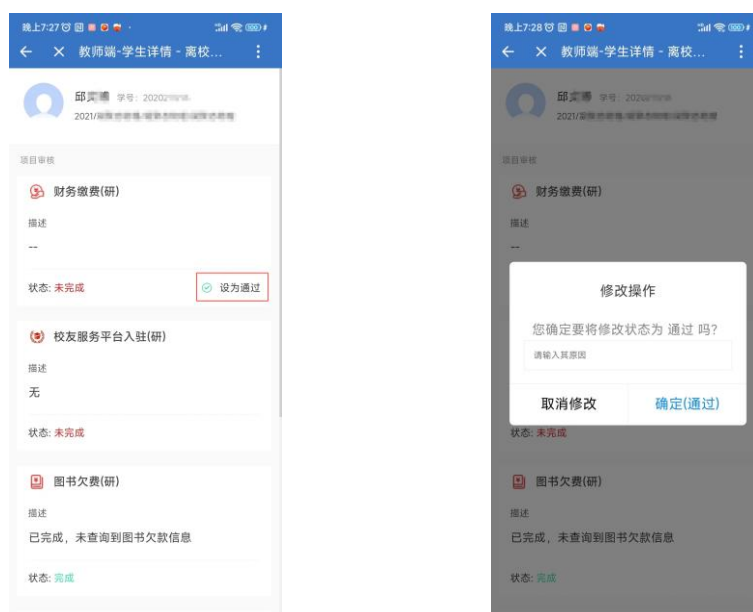 晚上7:27
教师端-学生详情 - 离校...
邱
学号: 2020
2021/
项目审核
财务缴费(研)
描述
--
状态: 未完成
设为通过
校友服务平台入驻(研)
描述
无
状态: 未完成
图书欠费(研)
描述
已完成，未查询到图书欠款信息
状态: 完成
晚上7:28
教师端-学生详情 - 离校...
邱
学号: 2020
2021/
项目审核
财务缴费(研)
描述
--
修改操作
您确定要将修改状态为 通过 吗?
请输入其原因
取消修改
确定(通过)
状态: 未完成
图书欠费(研)
描述
已完成，未查询到图书欠款信息
状态: 完成